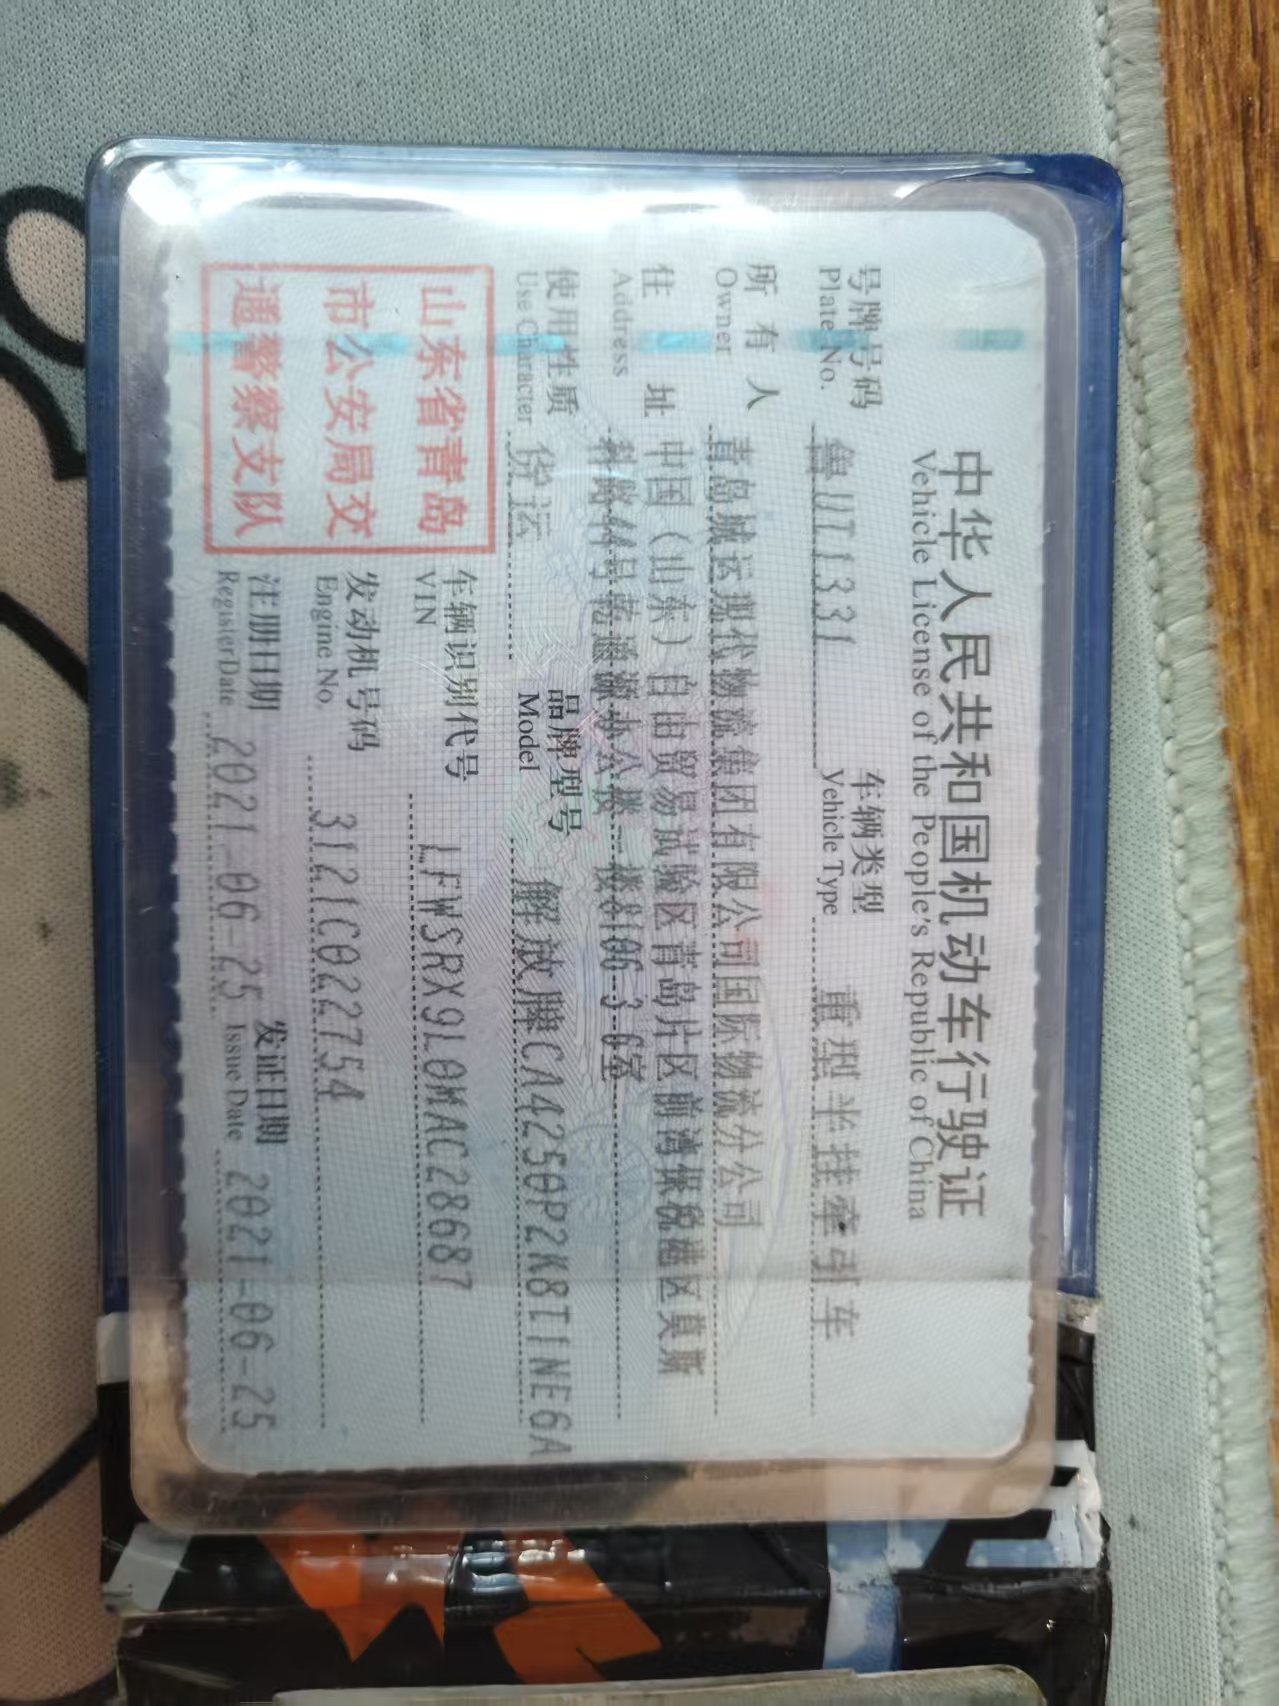 中华人民共和国机动车行驶证
Vehicle License of the People's Republic of China
号牌号码 鲁UT1331 车辆类型 重型半挂牵引车
Plate No. Vehicle Type
所有人 青岛城运现代物流集团有限公司国际物流分公司
Owner
住址 中国（山东）自由贸易试验区青岛片区前湾保税港区莫斯
Address 科路44号乾通源办公楼一楼8106-3-6室
使用性质 货运 品牌型号 解放牌CA4250P2K8T1NE6A
Use Character Model
山东省青岛
市公安局交
通警察支队
车辆识别代号 LFWSRX9L0MAC28687
VIN
发动机号码 3121C022754
Engine No.
注册日期 2021-06-25 发证日期 2021-06-25
Register Date Issue Date